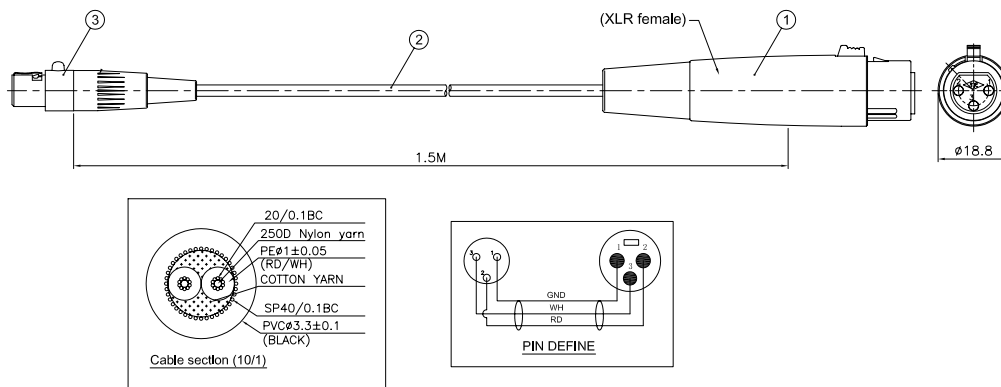 3
2
(XLR female)
1
1.5M
ø18.8
20/0.1BC
250D Nylon yarn
PEø1±0.05
(RD/WH)
COTTON YARN
SP40/0.1BC
PVCø3.3±0.1
(BLACK)
Cable section (10/1)
1
2
1
2
3
GND
WH
RD
PIN DEFINE